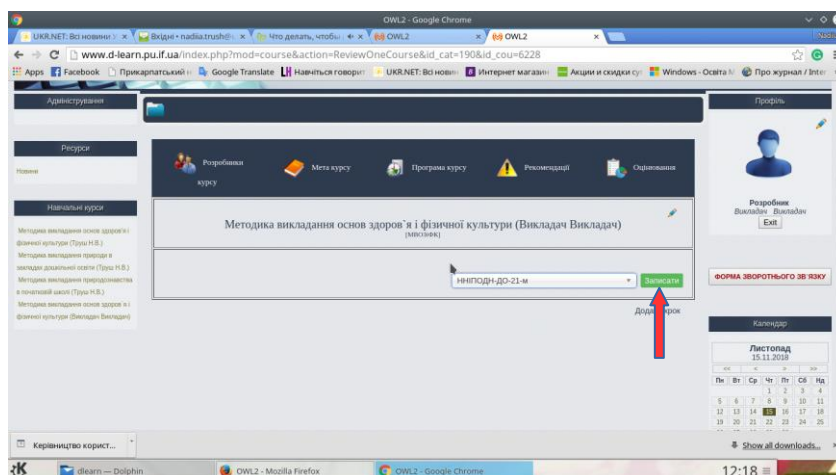 OWL2 - Google Chrome
UKR.NET: Всі новини У
Вхідні • nadiia.trush@
Что делать, чтобы
OWL2
OWL2
www.d-learn.pu.if.ua/index.php?mod=course&action=ReviewOneCourse&id_cat=190&id_cou=6228
Apps
Facebook
Прикарпатський
Google Translate
Навчіться говорит
UKR.NET: Всі новин
Интернет магазин
Акции и скидки су
Windows - Освіта
Про журнал / Inter
Адміністрування
Профіль
Ресурси
Новини
Розробники курсу
Мета курсу
Програма курсу
Рекомендації
Оцінювання
Навчальні курси
Методика викладання основ здоров`я і
фізичної культури (Труш Н.В.)
Методика викладання природи в
закладах дошкільної освіти (Труш Н.В.)
Методика викладання природознавства
в початковій школі (Труш Н.В.)
Методика викладання основ здоров`я і
фізичної культури (Викладач Викладач)
Методика викладання основ здоров`я і фізичної культури (Викладач Викладач)
[МВОЗФК]
ННІПОДН-ДО-21-м
Записати
Розробник
Викладач Викладач
Exit
ФОРМА ЗВОРОТНЬОГО ЗВ`ЯЗКУ
Календар
Листопад
15.11.2018
<< < > >>
Пн Вт Ср Чт Пт Сб Нд
1 2 3 4
5 6 7 8 9 10 11
12 13 14 15 16 17 18
19 20 21 22 23 24 25
Керівництво корист...
Show all downloads...
dlearn — Dolphin
OWL2 - Mozilla Firefox
OWL2 - Google Chrome
12:18